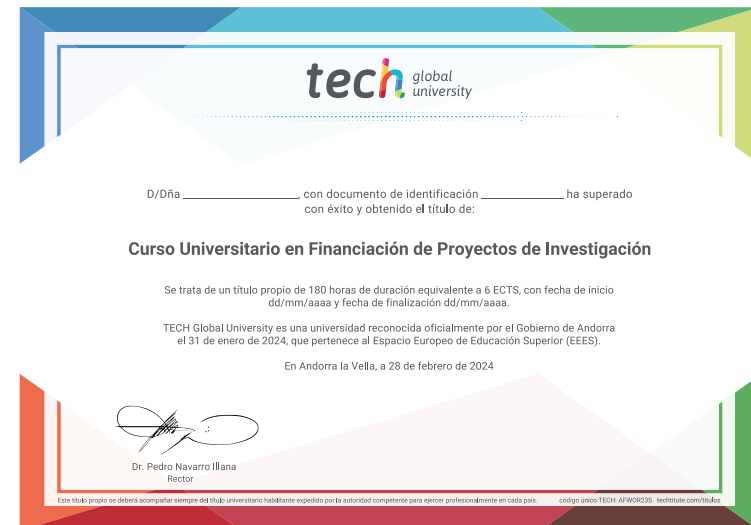 tech global university
D/Dña ______________, con documento de identificación __________ ha superado
con éxito y obtenido el título de:
Curso Universitario en Financiación de Proyectos de Investigación
Se trata de un título propio de 180 horas de duración equivalente a 6 ECTS, con fecha de inicio
dd/mm/aaaa y fecha de finalización dd/mm/aaaa.
TECH Global University es una universidad reconocida oficialmente por el Gobierno de Andorra
el 31 de enero de 2024, que pertenece al Espacio Europeo de Educación Superior (EEES).
En Andorra la Vella, a 28 de febrero de 2024
Dr. Pedro Navarro Illana
Rector
Este título propio se deberá acompañar siempre del título universitario habilitante expedido por la autoridad competente para ejercer profesionalmente en cada país. código único TECH: AFWOR23S techtitute.com/titulos